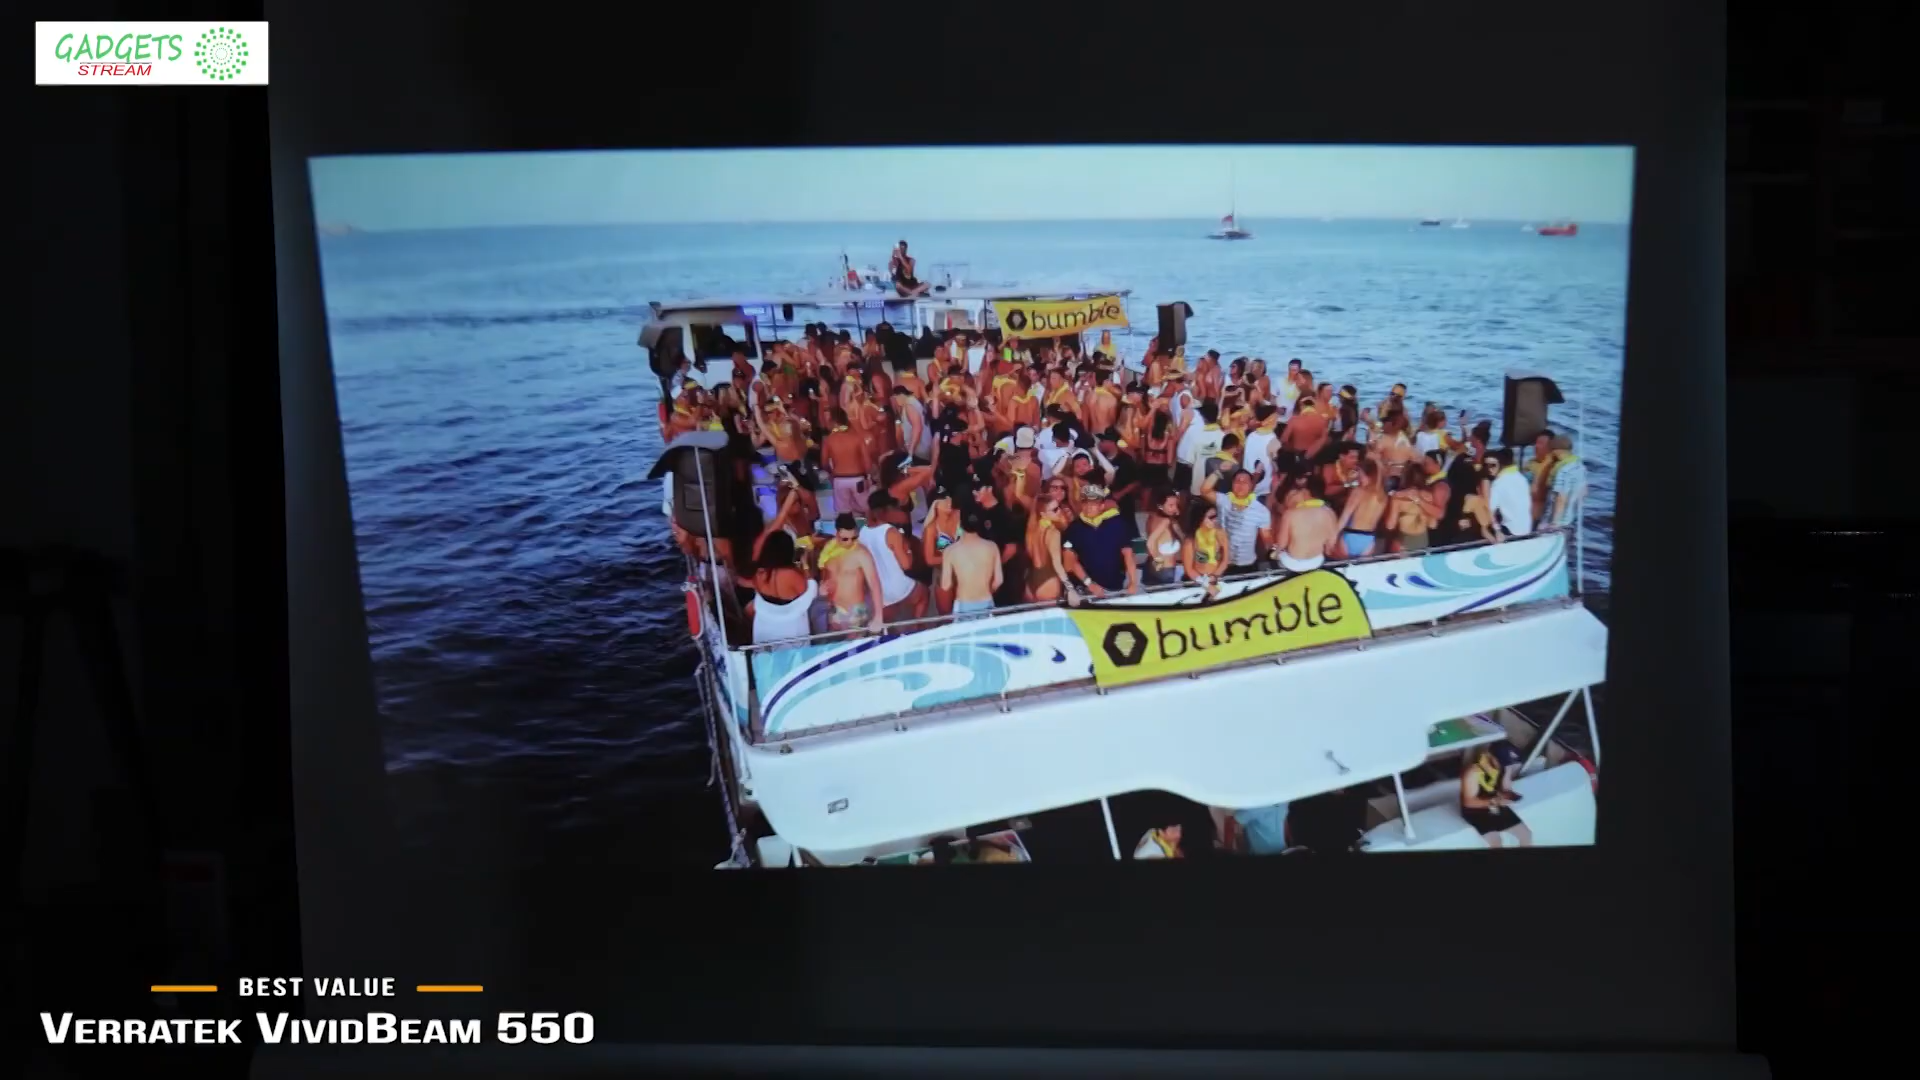 GADGETS
STREAM
bumble
bumble
BEST VALUE
VERRATEK VIVIDBEAM 550